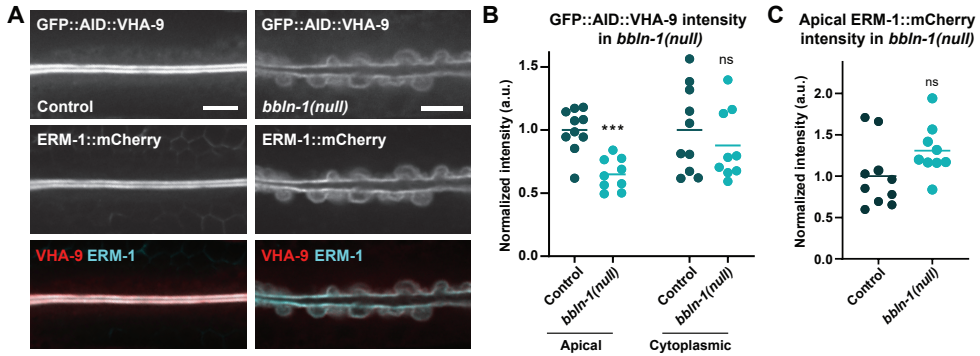 A
GFP::AID::VHA-9
Control
GFP::AID::VHA-9
bbln-1(null)
ERM-1::mCherry
ERM-1::mCherry
VHA-9 ERM-1
VHA-9 ERM-1
B
GFP::AID::VHA-9 intensity
in bbln-1(null)
Normalized intensity (a.u.)
1.5
1.0
0.5
0.0
***
ns
Control
bbln-1(null)
Control
bbln-1(null)
Apical
Cytoplasmic
C
Apical ERM-1::mCherry
intensity in bbln-1(null)
Normalized intensity (a.u.)
2.0
1.5
1.0
0.5
0.0
ns
Control
bbln-1(null)